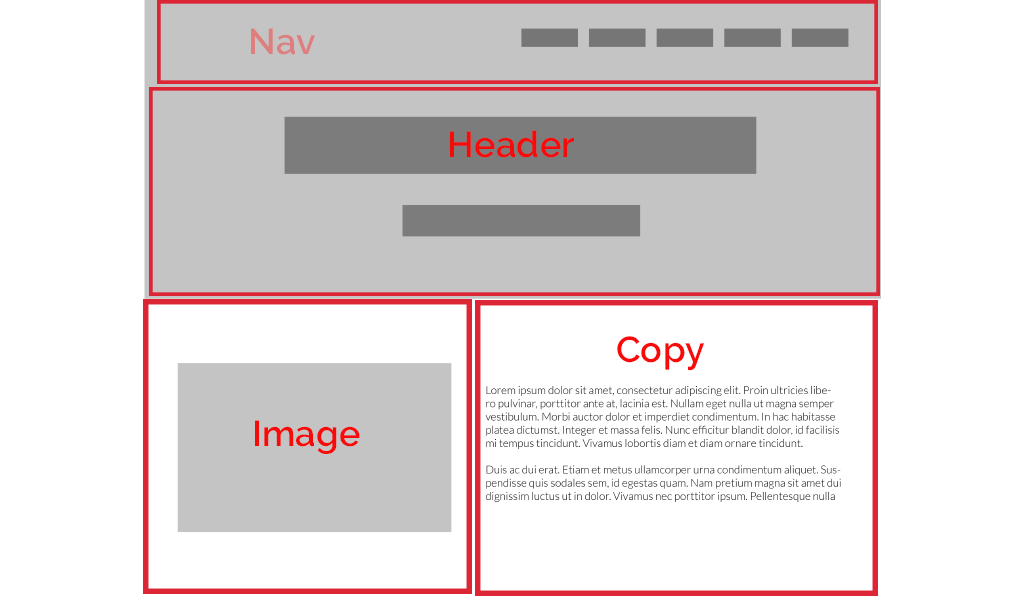 Nav
Header
Image
Copy
Lorem ipsum dolor sit amet, consectetur adipiscing elit. Proin ultricies libe-
ro pulvinar, porttitor ante at, lacinia est. Nullam eget nulla ut magna semper
vestibulum. Morbi auctor dolor et imperdiet condimentum. In hac habitasse
platea dictumst. Integer et massa felis. Nunc efficitur blandit dolor, id facilisis
mi tempus tincidunt. Vivamus lobortis diam et diam ornare tincidunt.
Duis ac dui erat. Etiam et metus ullamcorper urna condimentum aliquet. Sus-
pendisse quis sodales sem, id egestas quam. Nam pretium magna sit amet dui
dignissim luctus ut in dolor. Vivamus nec porttitor ipsum. Pellentesque nulla